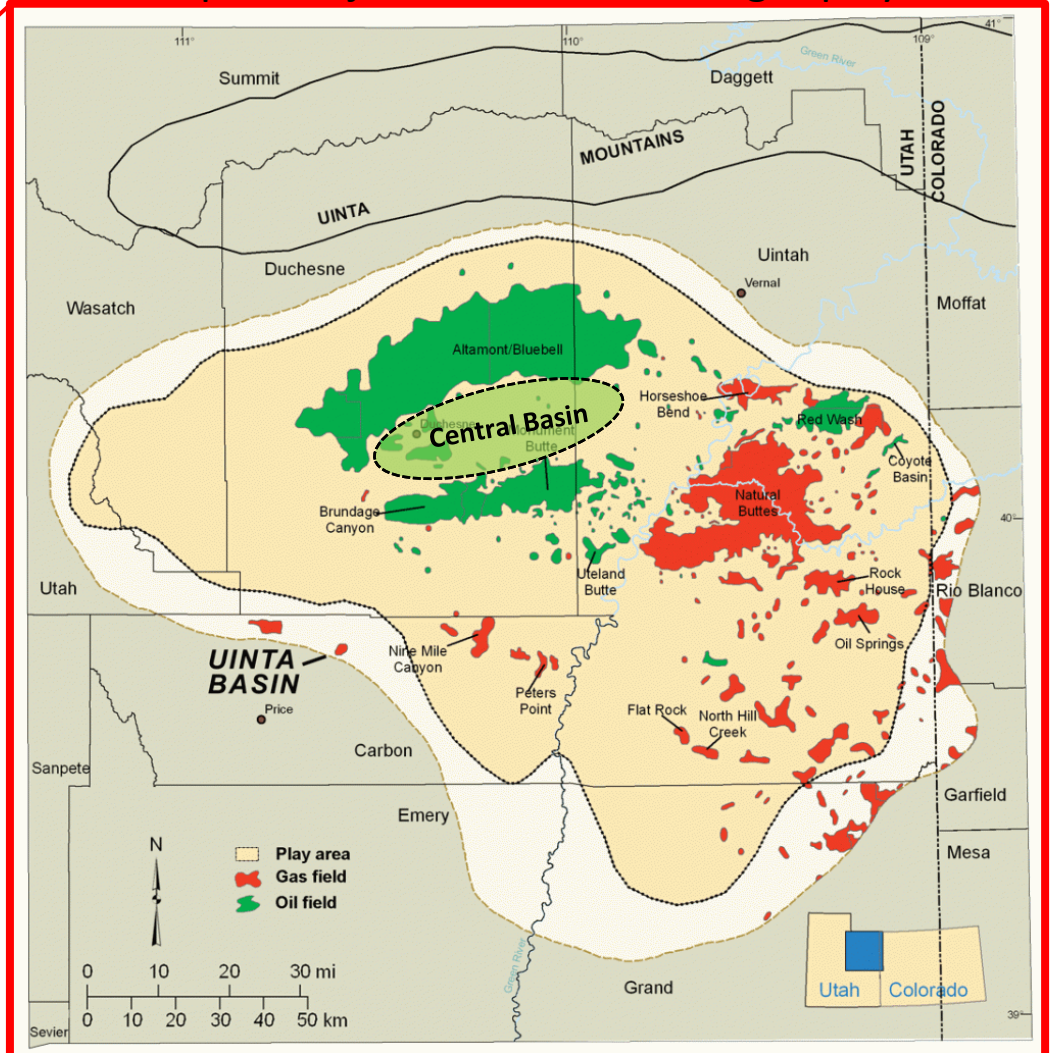 111°
110°
109°
41°
Green River
Summit
Daggett
MOUNTAINS
UTAH
COLORADO
UINTA
Duchesne
Uintah
Vernal
Wasatch
Moffat
Altamont/Bluebell
Horseshoe
Bend
Red Wash
Duchesne
Central Basin
Monument
Butte
Coyote
Basin
Natural
Buttes
Brundage
Canyon
40°
Uteland
Butte
Rock
House
Utah
Rio Blanco
Oil Springs
Nine Mile
Canyon
UINTA
BASIN
Peters
Point
Price
Flat Rock
North Hill
Creek
Carbon
Sanpete
Emery
Garfield
Mesa
N
Play area
Gas field
Oil field
0 10 20 30 mi
0 10 20 30 40 50 km
Green River
Grand
Utah
Colorado
Sevier
39°